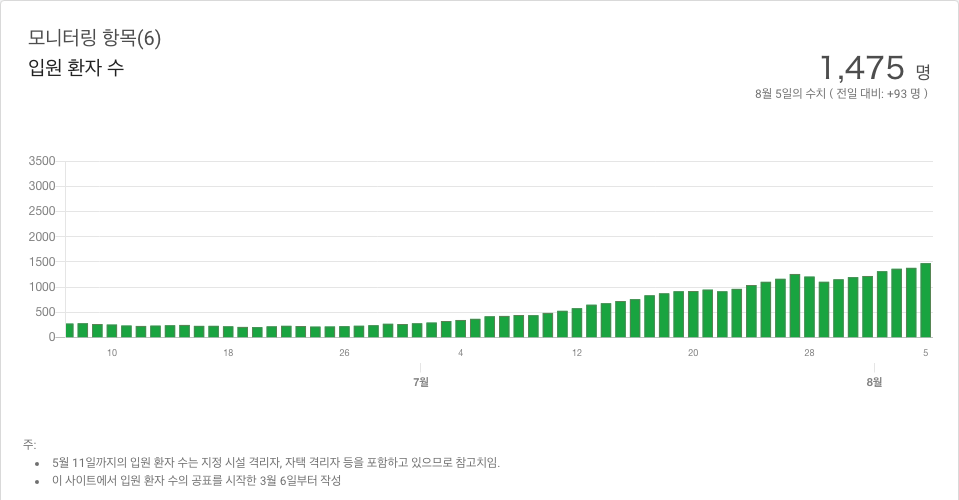 모니터링 항목(6)
입원 환자 수
1,475 명
8월 5일의 수치 ( 전일 대비: +93 명 )
3500
3000
2500
2000
1500
1000
500
0
10 18 26 4 12 20 28 5
7월 8월
주:
• 5월 11일까지의 입원 환자 수는 지정 시설 격리자, 자택 격리자 등을 포함하고 있으므로 참고치임.
• 이 사이트에서 입원 환자 수의 공표를 시작한 3월 6일부터 작성